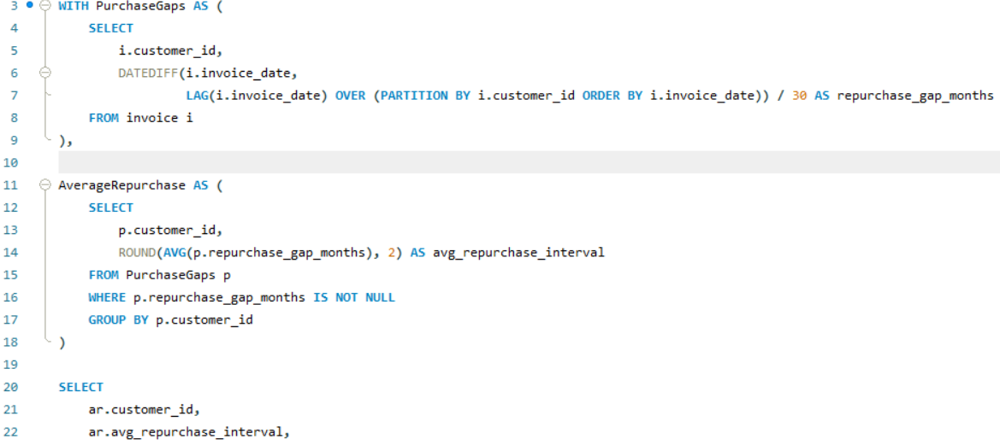 3 WITH PurchaseGaps AS (
4 SELECT
5 i.customer_id,
6 DATEDIFF(i.invoice_date,
7 LAG(i.invoice_date) OVER (PARTITION BY i.customer_id ORDER BY i.invoice_date)) / 30 AS repurchase_gap_months
8 FROM invoice i
9 ),
10
11 AverageRepurchase AS (
12 SELECT
13 p.customer_id,
14 ROUND(AVG(p.repurchase_gap_months), 2) AS avg_repurchase_interval
15 FROM PurchaseGaps p
16 WHERE p.repurchase_gap_months IS NOT NULL
17 GROUP BY p.customer_id
18 )
19
20 SELECT
21 ar.customer_id,
22 ar.avg_repurchase_interval,